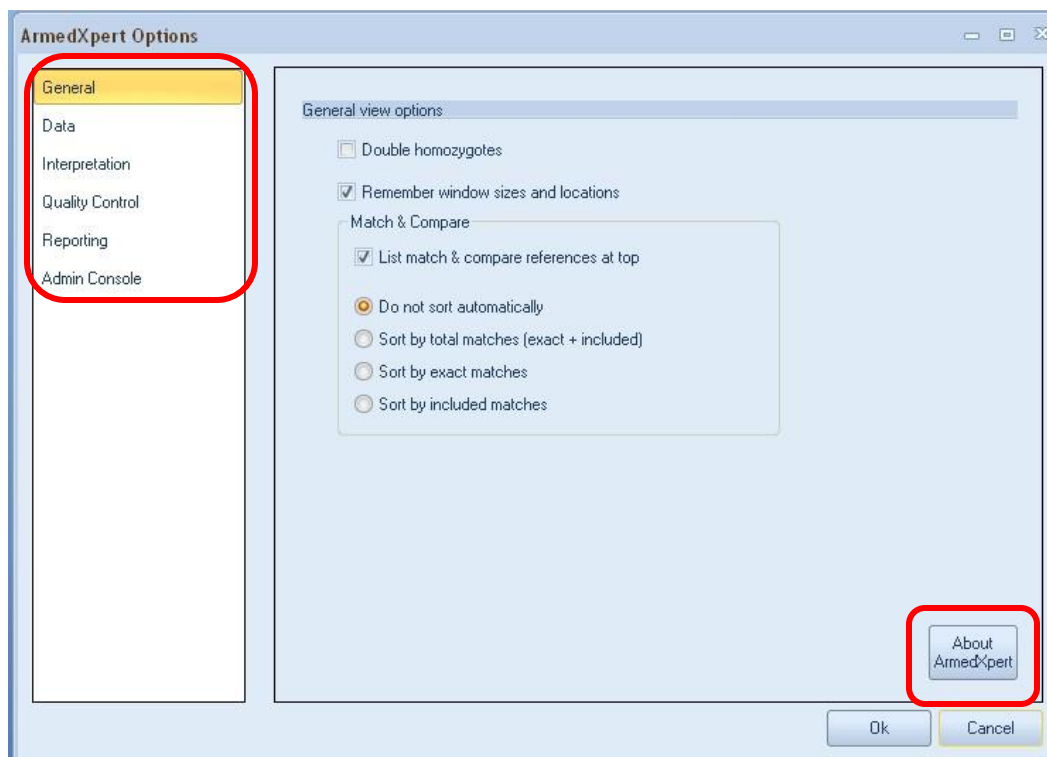 ArmedXpert Options
General
Data
Interpretation
Quality Control
Reporting
Admin Console
General view options
Double homozygotes
Remember window sizes and locations
Match & Compare
List match & compare references at top
Do not sort automatically
Sort by total matches (exact + included)
Sort by exact matches
Sort by included matches
About
ArmedXpert
Ok
Cancel